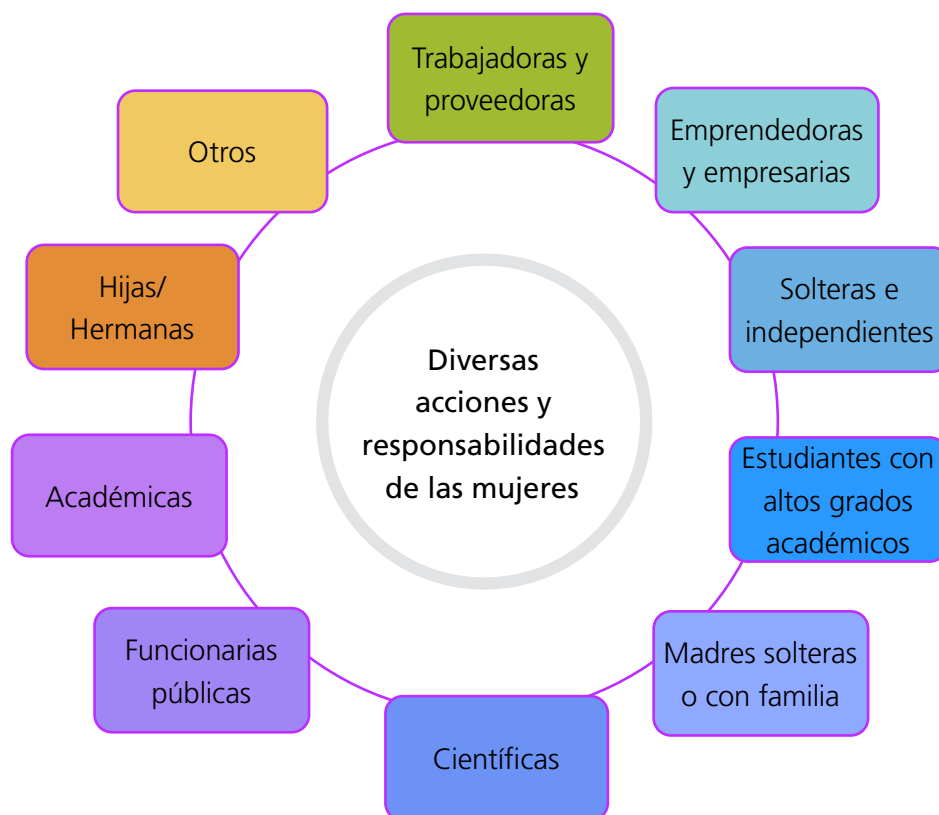 Trabajadoras y
proveedoras
Emprendedoras
y empresarias
Solteras e
independientes
Estudiantes con
altos grados
académicos
Madres solteras
o con familia
Científicas
Funcionarias
públicas
Académicas
Hijas/
Hermanas
Otros
Diversas
acciones y
responsabilidades
de las mujeres